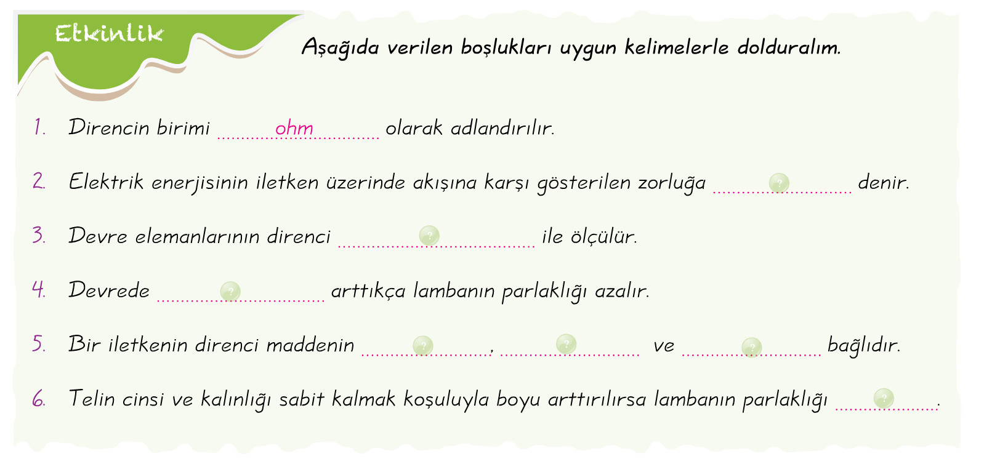 Etkinlik
Aşağıda verilen boşlukları uygun kelimelerle dolduralım.
1. Direncin birimi ohm olarak adlandırılır.
2. Elektrik enerjisinin iletken üzerinde akışına karşı gösterilen zorluğa ? denir.
3. Devre elemanlarının direnci ? ile ölçülür.
4. Devrede ? arttıkça lambanın parlaklığı azalır.
5. Bir iletkenin direnci maddenin ?, ? ve ? bağlıdır.
6. Telin cinsi ve kalınlığı sabit kalmak koşuluyla boyu arttırılırsa lambanın parlaklığı ?.